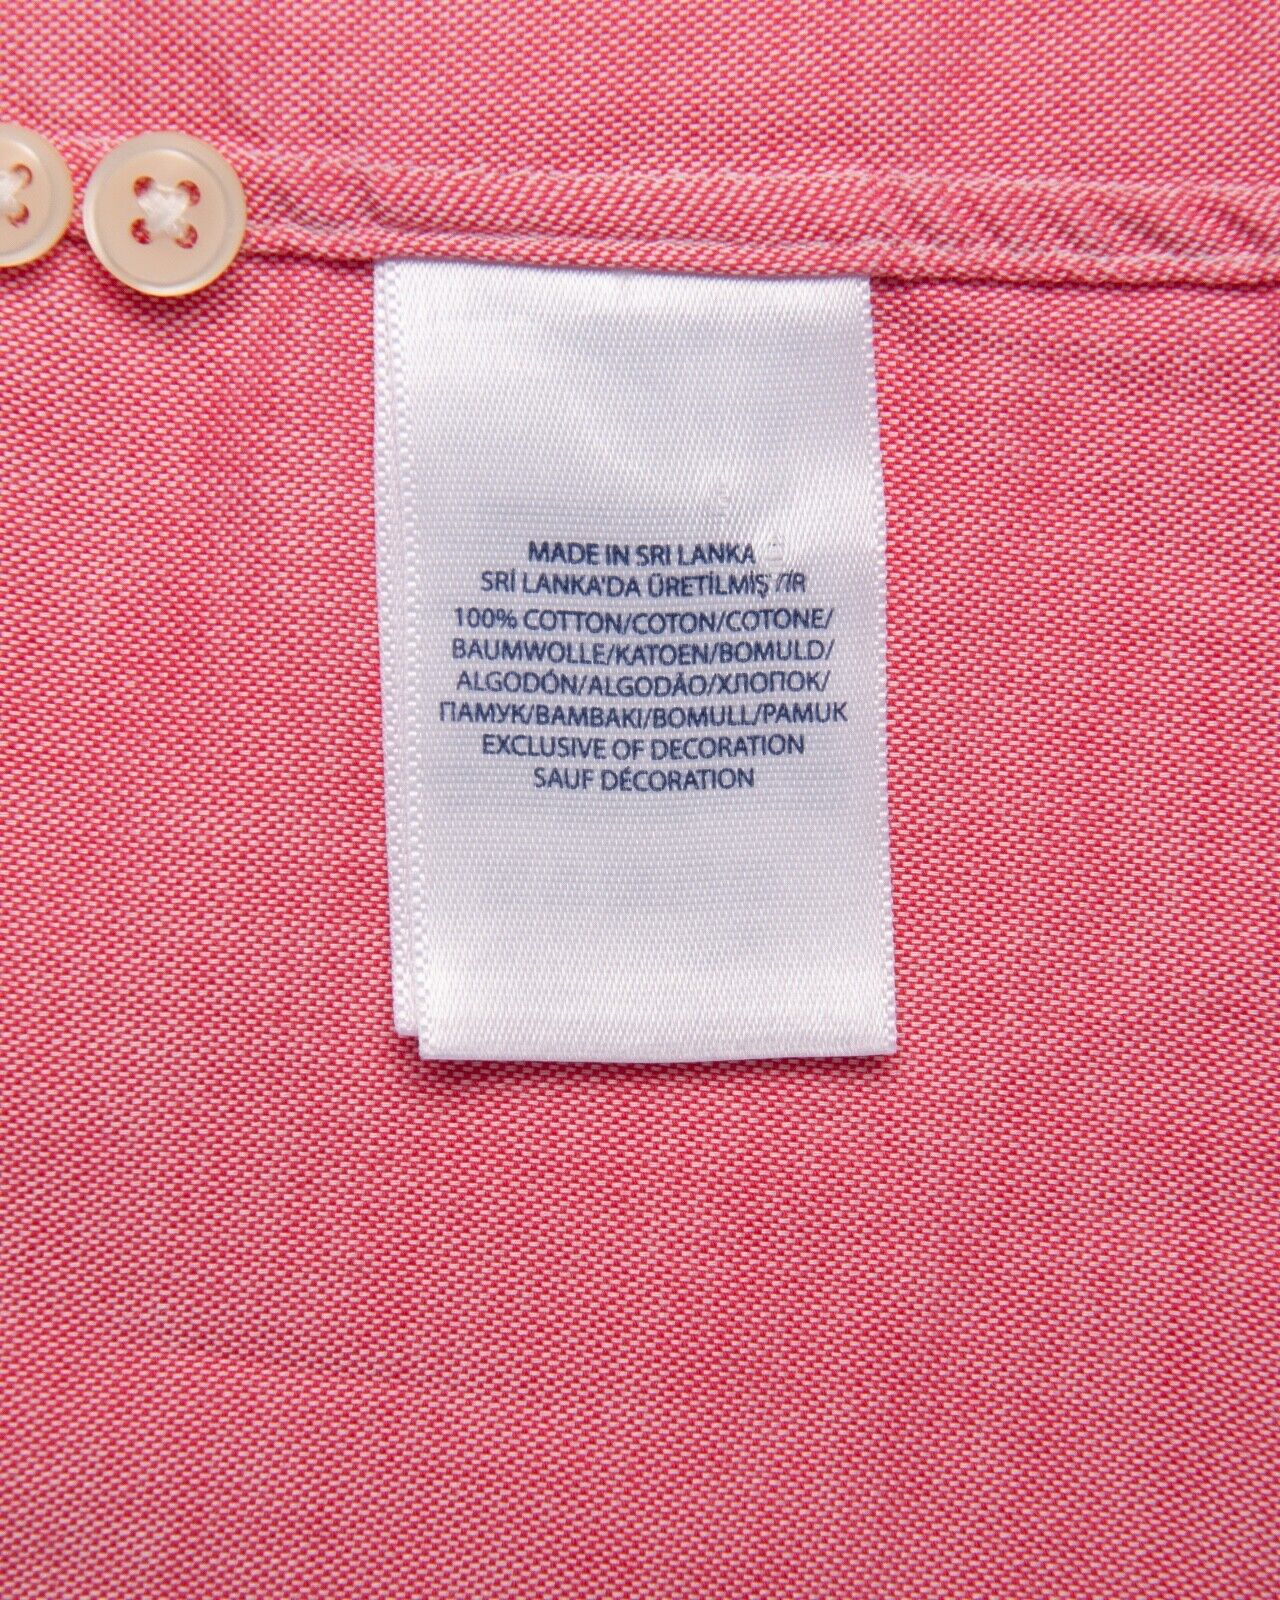 MADE IN SRI LANKA
SRİ LANKA'DA ÜRETİLMİŞTİR
100% COTTON/COTON/COTONE/
BAUMWOLLE/KATOEN/BOMULD/
ALGODÓN/ALGODÃO/ХЛОПОК/
ПАМУК/BAMBAKI/BOMULL/PAMUK
EXCLUSIVE OF DECORATION
SAUF DÉCORATION